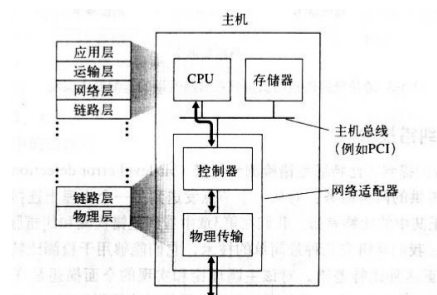 主机
应用层
运输层
网络层
链路层
CPU
存储器
主机总线
(例如PCI)
控制器
网络适配器
链路层
物理层
物理传输